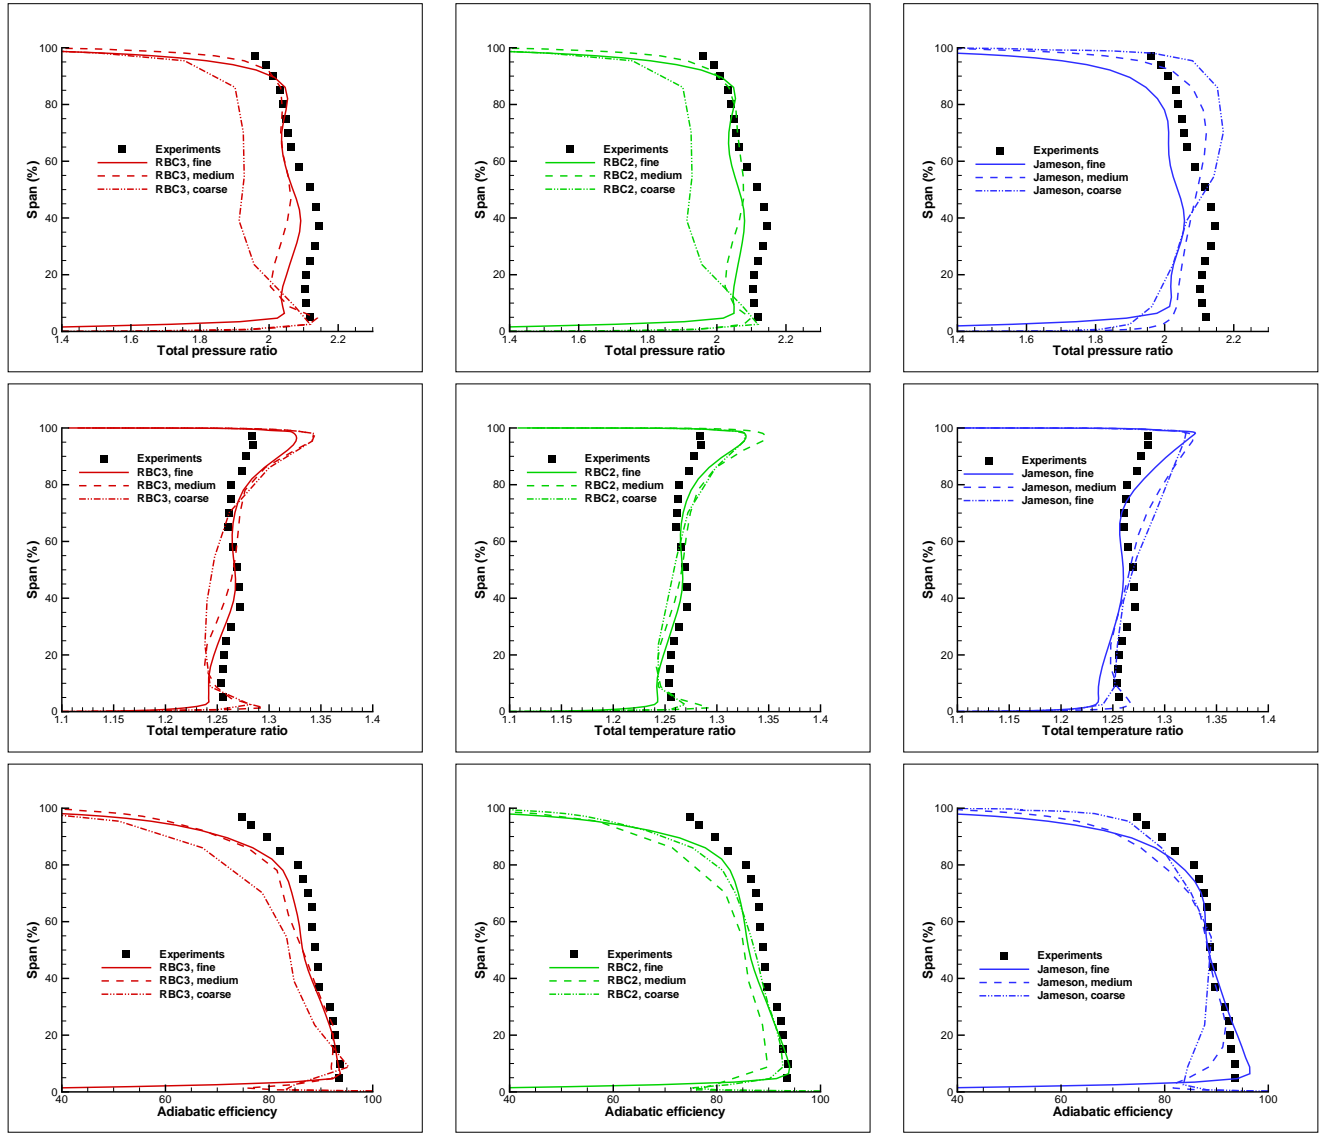 Span (%)
100
80
60
40
20
0
Experiments
RBC3, fine
RBC3, medium
RBC3, coarse
1.4 1.6 1.8 2 2.2
Total pressure ratio
Span (%)
100
80
60
40
20
0
Experiments
RBC2, fine
RBC2, medium
RBC2, coarse
1.4 1.6 1.8 2 2.2
Total pressure ratio
Span (%)
100
80
60
40
20
0
Experiments
Jameson, fine
Jameson, medium
Jameson, coarse
1.4 1.6 1.8 2 2.2
Total pressure ratio
Span (%)
100
80
60
40
20
0
Experiments
RBC3, fine
RBC3, medium
RBC3, coarse
1.1 1.15 1.2 1.25 1.3 1.35 1.4
Total temperature ratio
Span (%)
100
80
60
40
20
0
Experiments
RBC2, fine
RBC2, medium
RBC2, coarse
1.1 1.15 1.2 1.25 1.3 1.35 1.4
Total temperature ratio
Span (%)
100
80
60
40
20
0
Experiments
Jameson, fine
Jameson, medium
Jameson, fine
1.1 1.15 1.2 1.25 1.3 1.35 1.4
Total temperature ratio
Span (%)
100
80
60
40
20
0
Experiments
RBC3, fine
RBC3, medium
RBC3, coarse
40 60 80 100
Adiabatic efficiency
Span (%)
100
80
60
40
20
0
Experiments
RBC2, fine
RBC2, medium
RBC2, coarse
40 60 80 100
Adiabatic efficiency
Span (%)
100
80
60
40
20
0
Experiments
Jameson, fine
Jameson, medium
Jameson, coarse
40 60 80 100
Adiabatic efficiency